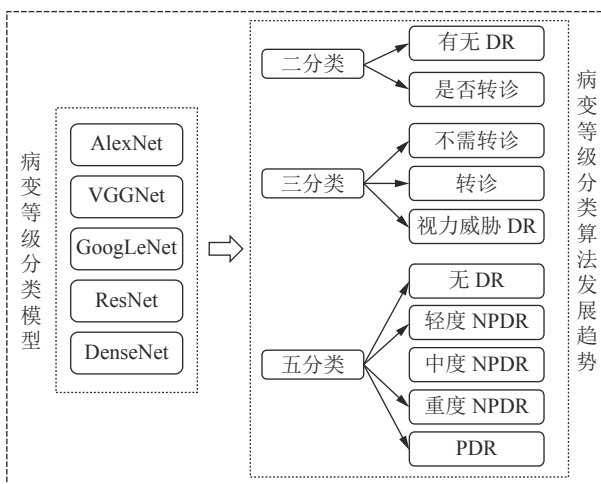 病变等级分类模型
AlexNet
VGGNet
GoogLeNet
ResNet
DenseNet
二分类
有无 DR
是否转诊
三分类
不需转诊
转诊
视力威胁 DR
五分类
无 DR
轻度 NPDR
中度 NPDR
重度 NPDR
PDR
病变等级分类算法发展趋势